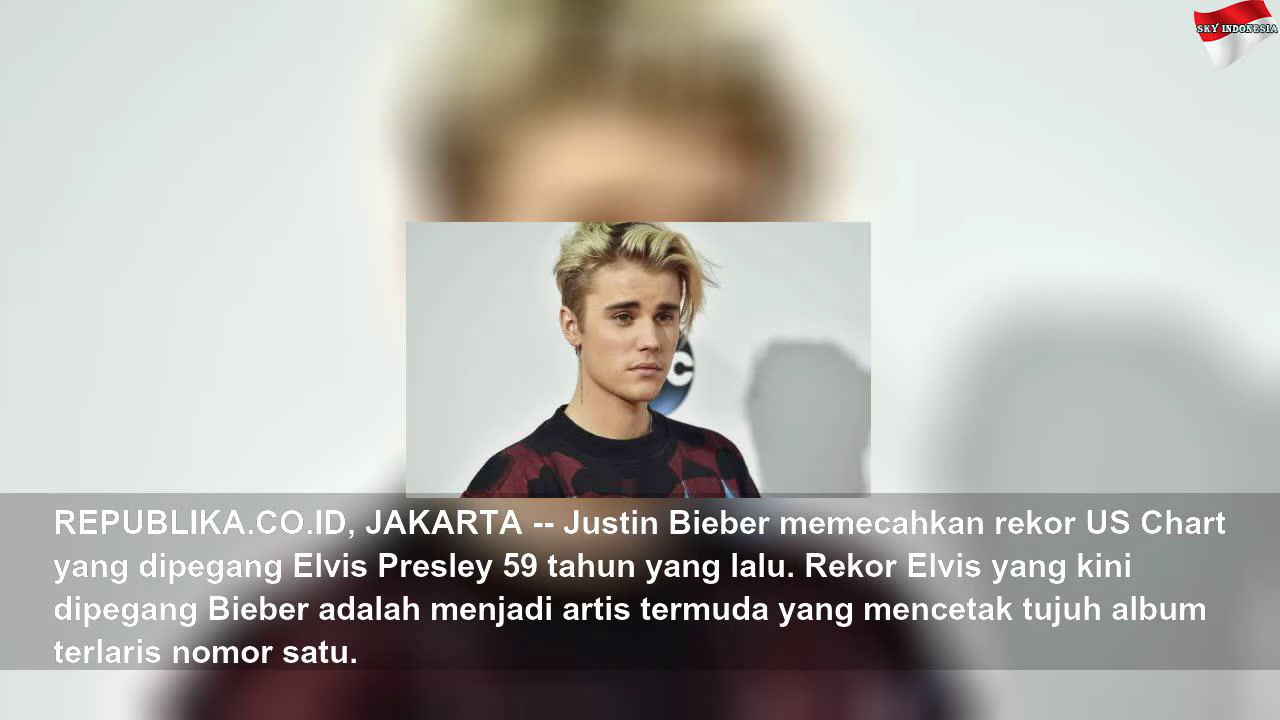 SKY INDONESIA
C
REPUBLIKA.CO.ID, JAKARTA -- Justin Bieber memecahkan rekor US Chart
yang dipegang Elvis Presley 59 tahun yang lalu. Rekor Elvis yang kini
dipegang Bieber adalah menjadi artis termuda yang mencetak tujuh album
terlaris nomor satu.